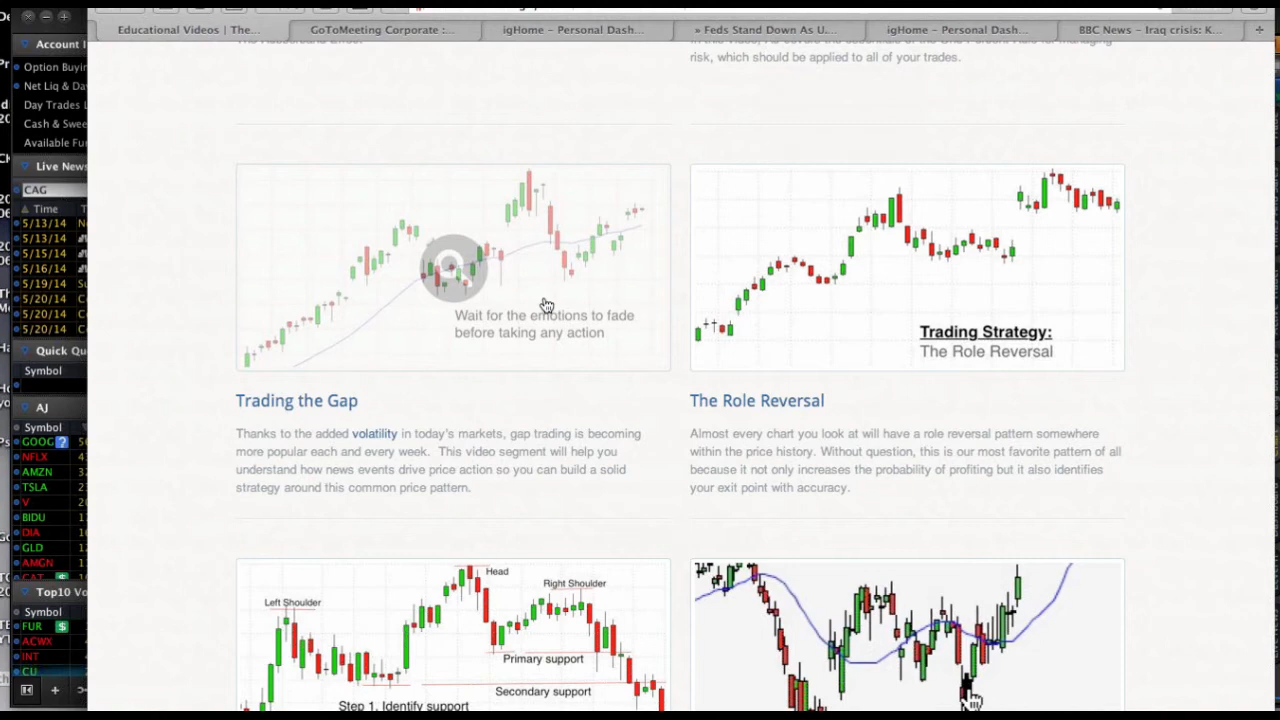 Educational Videos | The...
GoToMeeting Corporate :...
igHome – Personal Dash...
» Feds Stand Down As U....
igHome – Personal Dash...
BBC News – Iraq crisis: K...
Account I
Option Buyin
Net Liq & Da
Day Trades L
Cash & Swee
Available Fun
Live News
CAG
Time
5/13/14
5/13/14
5/15/14
5/16/14
5/19/14
5/20/14
5/20/14
5/20/14
Quick Qu
Symbol
AJ
Symbol
GOOG ?
NFLX
AMZN
TSLA
V
BIDU
DIA
GLD
AMGN
CAT $
Top10 Vo
Symbol
FUR $
ACWX
INT
CU
risk, which should be applied to all of your trades.
Wait for the emotions to fade
before taking any action
Trading Strategy:
The Role Reversal
Trading the Gap
Thanks to the added volatility in today's markets, gap trading is becoming
more popular each and every week. This video segment will help you
understand how news events drive price action so you can build a solid
strategy around this common price pattern.
The Role Reversal
Almost every chart you look at will have a role reversal pattern somewhere
within the price history. Without question, this is our most favorite pattern of all
because it not only increases the probability of profiting but it also identifies
your exit point with accuracy.
Head
Left Shoulder
Right Shoulder
Primary support
Secondary support
Step 1. Identify support